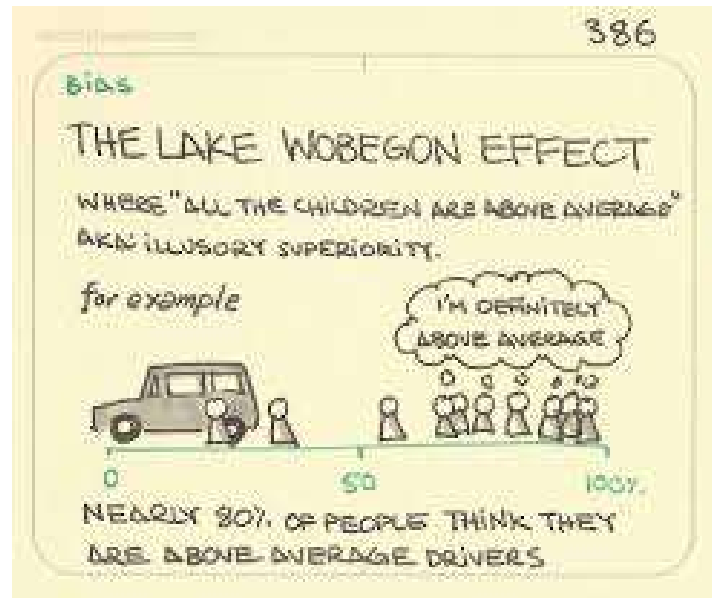 386
BiAS
THE LAKE WOBEGON EFFECT
WHERE "ALL THE CHILDREN ARE ABOVE AVERAGE"
AKA iLLUSORY SUPERIORITY.
for example
I'M DEFiNiTELY
ABOVE AVERAGE
0 50 100%
NEARLY 80% OF PEOPLE THINK THEY
ARE ABOVE AVERAGE DRiVERS